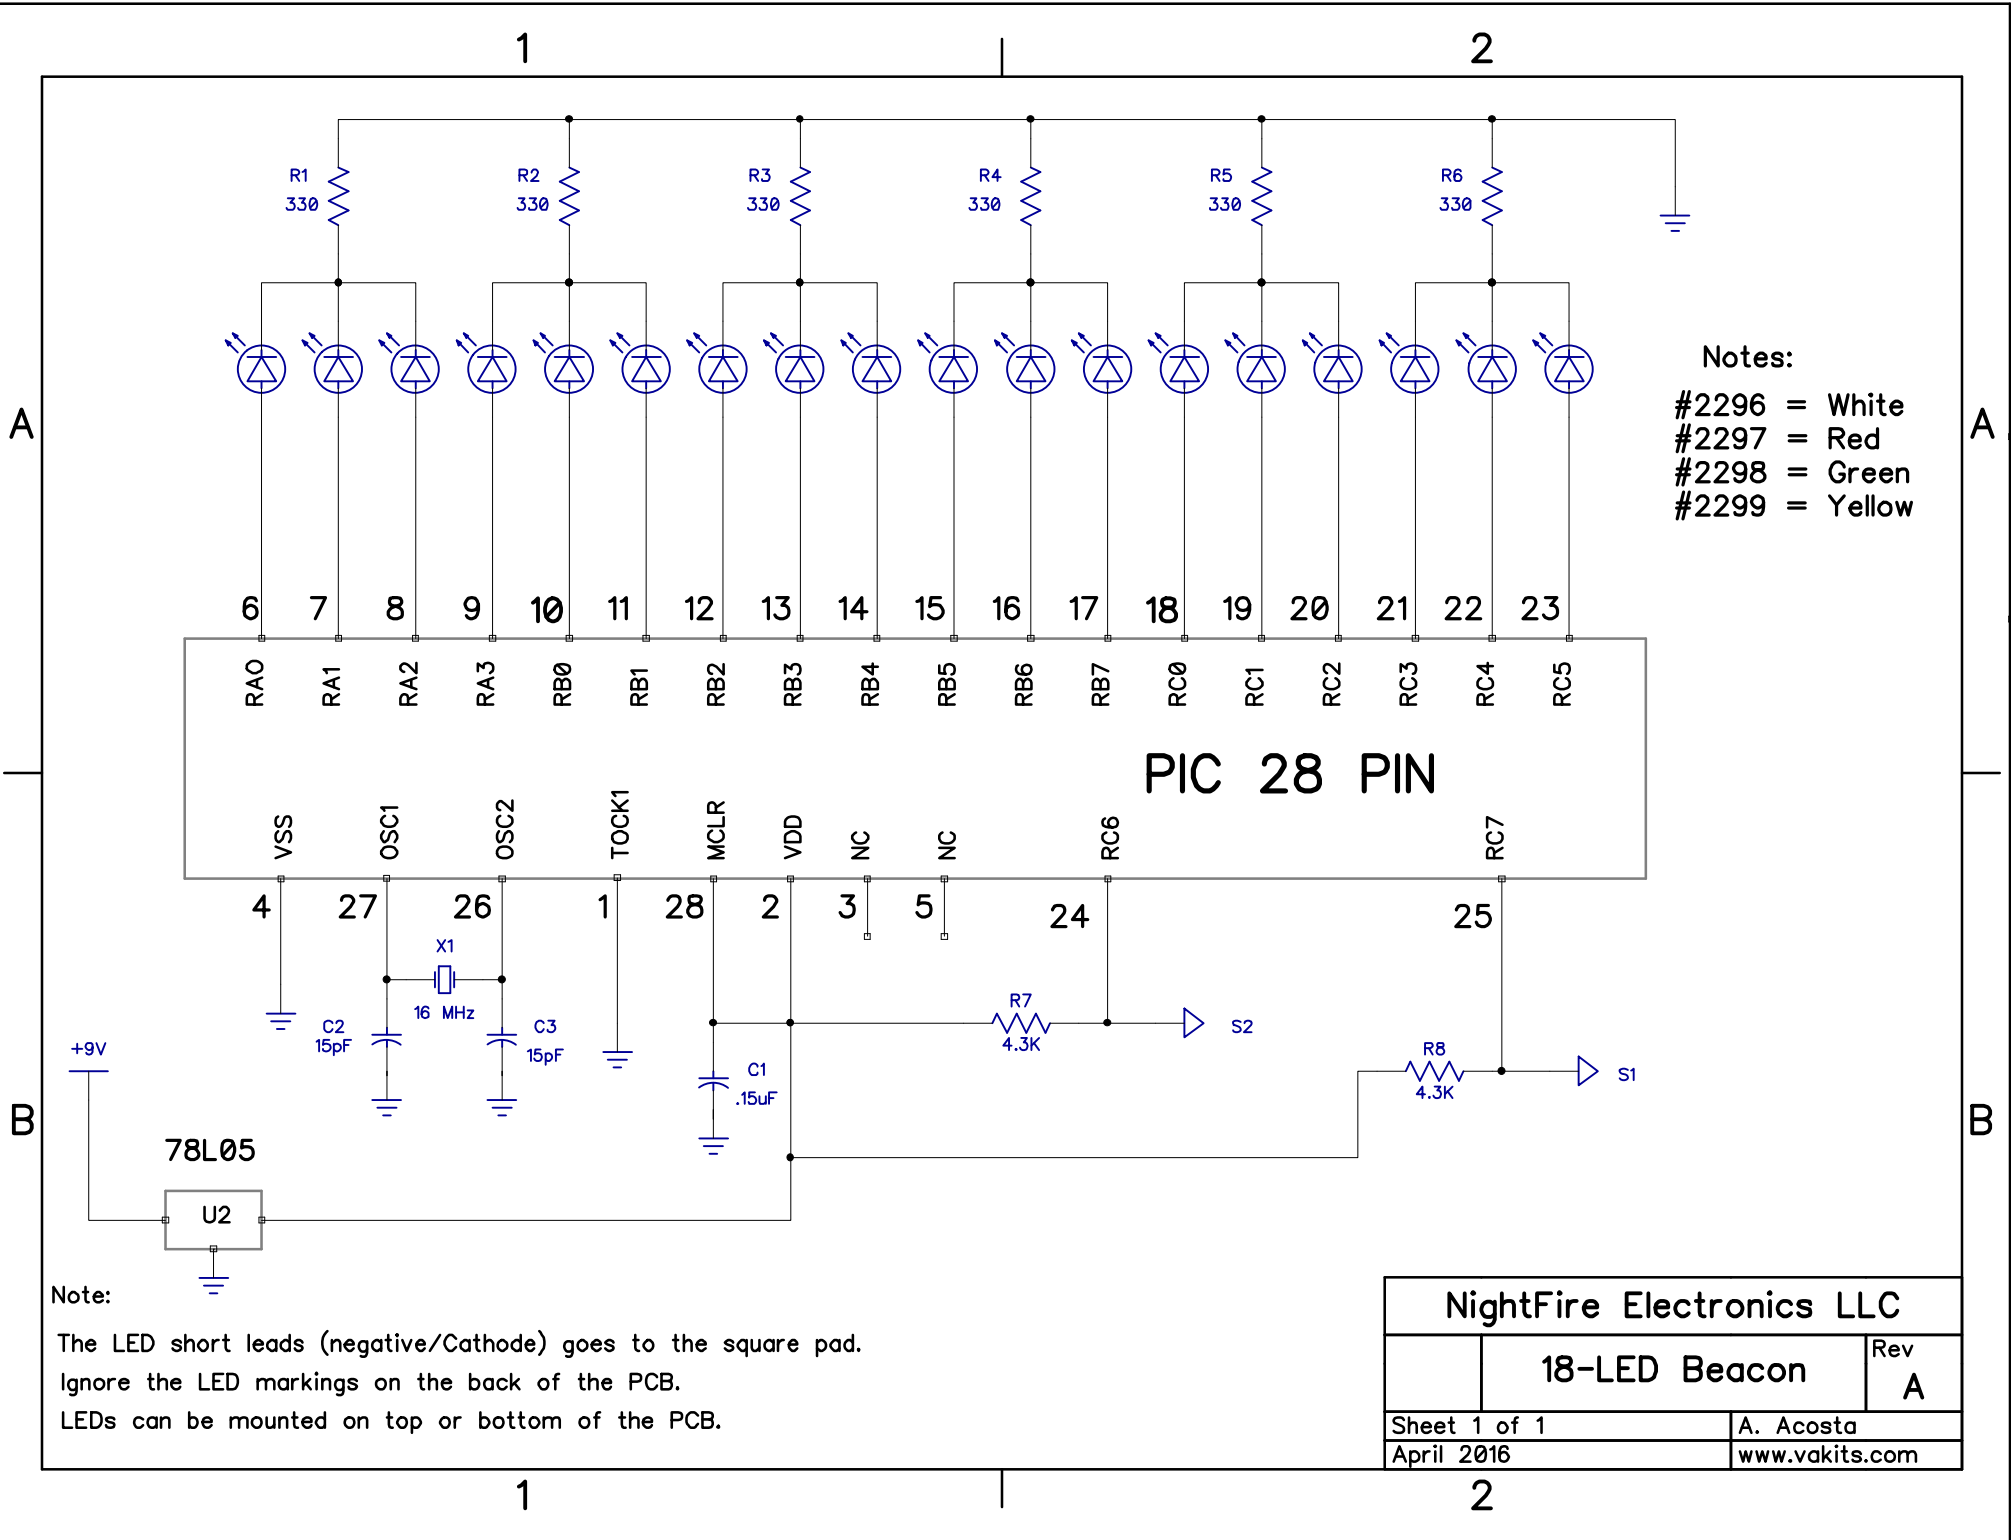 1
2
R1
330
R2
330
R3
330
R4
330
R5
330
R6
330
Notes:
#2296 = White
#2297 = Red
#2298 = Green
#2299 = Yellow
A
A
6 7 8 9 10 11 12 13 14 15 16 17 18 19 20 21 22 23
RAO RA1 RA2 RA3 RB0 RB1 RB2 RB3 RB4 RB5 RB6 RB7 RC0 RC1 RC2 RC3 RC4 RC5
PIC 28 PIN
VSS OSC1 OSC2 TOCK1 MCLR VDD NC NC RC6 RC7
4 27 26 1 28 2 3 5 24 25
X1
16 MHz
C2
15pF
C3
15pF
R7
4.3K
S2
+9V
C1
.15uF
R8
4.3K
S1
B
B
78L05
U2
Note:
The LED short leads (negative/Cathode) goes to the square pad.
Ignore the LED markings on the back of the PCB.
LEDs can be mounted on top or bottom of the PCB.
NightFire Electronics LLC
18-LED Beacon
Rev
A
Sheet 1 of 1
A. Acosta
April 2016
www.vakits.com
1
2